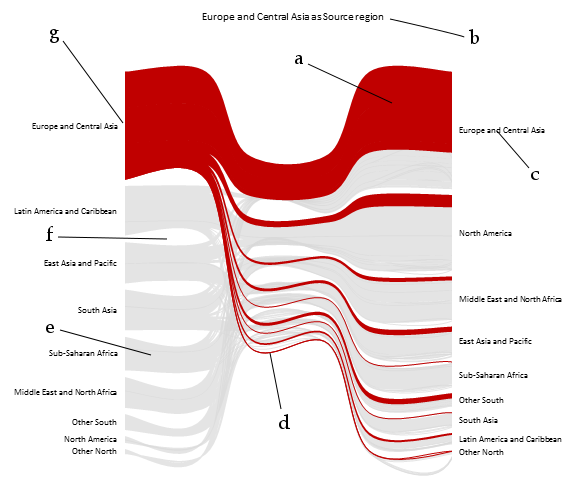 Europe and Central Asia as Source region
g
b
a
Europe and Central Asia
Europe and Central Asia
c
Latin America and Caribbean
f
North America
East Asia and Pacific
Middle East and North Africa
South Asia
e
East Asia and Pacific
Sub-Saharan Africa
Sub-Saharan Africa
Middle East and North Africa
Other South
d
Other South
South Asia
North America
Latin America and Caribbean
Other North
Other North